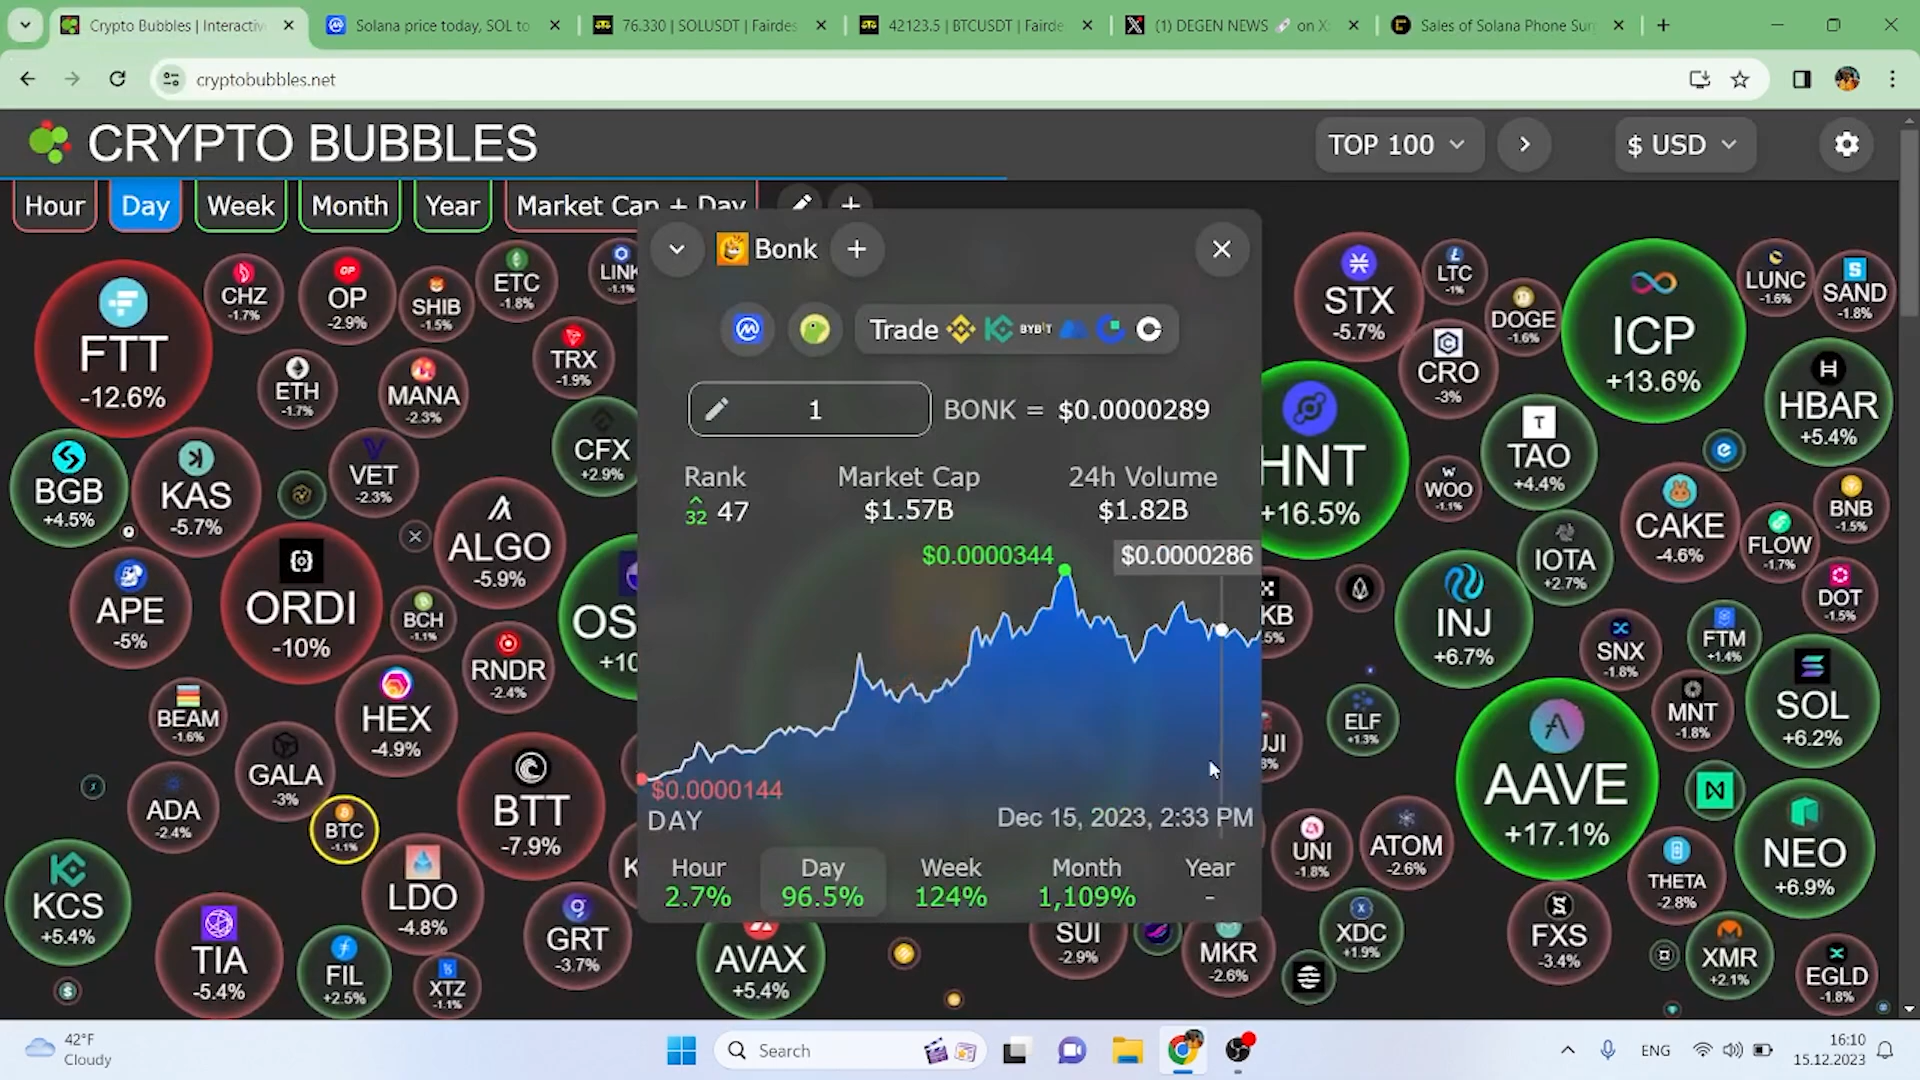 Crypto Bubbles | Interactiv
Solana price today, SOL to
76.330 | SOLUSDT | Fairdes
42123.5 | BTCUSDT | Fairde
(1) DEGEN NEWS on X
Sales of Solana Phone Sur
cryptobubbles.net
CRYPTO BUBBLES
TOP 100
$ USD
Hour
Day
Week
Month
Year
Market Cap + Day
Bonk
Trade
BYBIT
1
BONK = $0.0000289
Rank
Market Cap
24h Volume
32 47
$1.57B
$1.82B
$0.0000344
$0.0000286
$0.0000144
DAY
Dec 15, 2023, 2:33 PM
Hour
Day
Week
Month
Year
2.7%
96.5%
124%
1,109%
-
FTT
-12.6%
CHZ
-1.7%
OP
-2.9%
SHIB
-1.5%
ETC
-1.8%
LINK
-1.1%
ETH
-1.7%
MANA
-2.3%
TRX
-1.9%
BGB
+4.5%
KAS
-5.7%
VET
-2.3%
CFX
+2.9%
APE
-5%
ORDI
-10%
ALGO
-5.9%
BCH
-1.1%
OS
+10
RNDR
-2.4%
BEAM
-1.6%
HEX
-4.9%
GALA
-3%
ADA
-2.4%
BTC
-1.1%
BTT
-7.9%
KCS
+5.4%
LDO
-4.8%
TIA
-5.4%
FIL
+2.5%
XTZ
-1.1%
GRT
-3.7%
K
AVAX
+5.4%
STX
-5.7%
LTC
-1%
DOGE
-1.6%
ICP
+13.6%
LUNC
-1.6%
SAND
-1.8%
CRO
-3%
HBAR
+5.4%
HNT
+16.5%
WOO
-1.1%
TAO
+4.4%
CAKE
-4.6%
BNB
-1.5%
IOTA
+2.7%
FLOW
-1.7%
KB
5%
INJ
+6.7%
DOT
-1.5%
SNX
-1.8%
FTM
+1.4%
SOL
+6.2%
ELF
+1.3%
MNT
-1.8%
JI
8%
AAVE
+17.1%
UNI
-1.8%
ATOM
-2.6%
THETA
-2.8%
NEO
+6.9%
SUI
-2.9%
MKR
-2.6%
XDC
+1.9%
FXS
-3.4%
XMR
+2.1%
EGLD
-1.8%
42°F
Cloudy
Search
ENG
16:10
15.12.2023